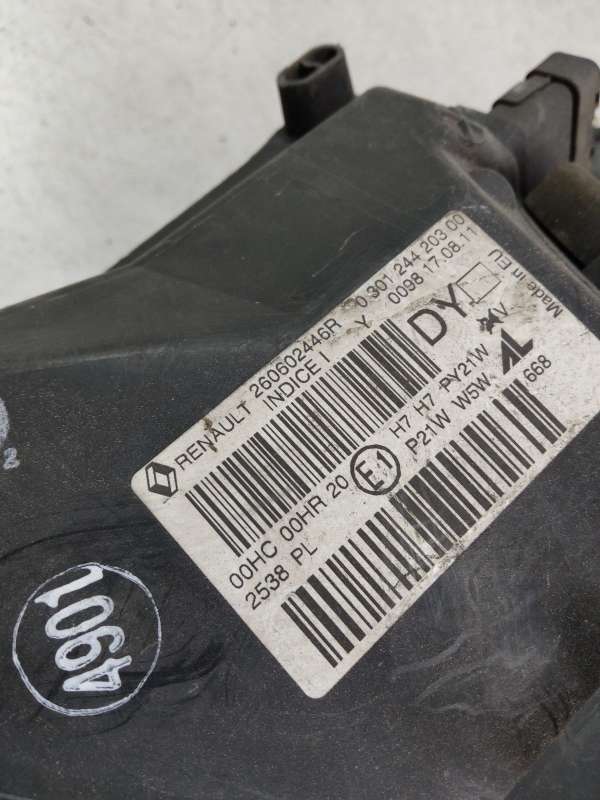 RENAULT 260602446R 0 301 244 203 00
INDICE I Y 0098 17.08.11
DY
Made in EU
00HC 00HR 20 E1 H7 H7 PY21W
2538 PL P21W W5W AL
668
4901